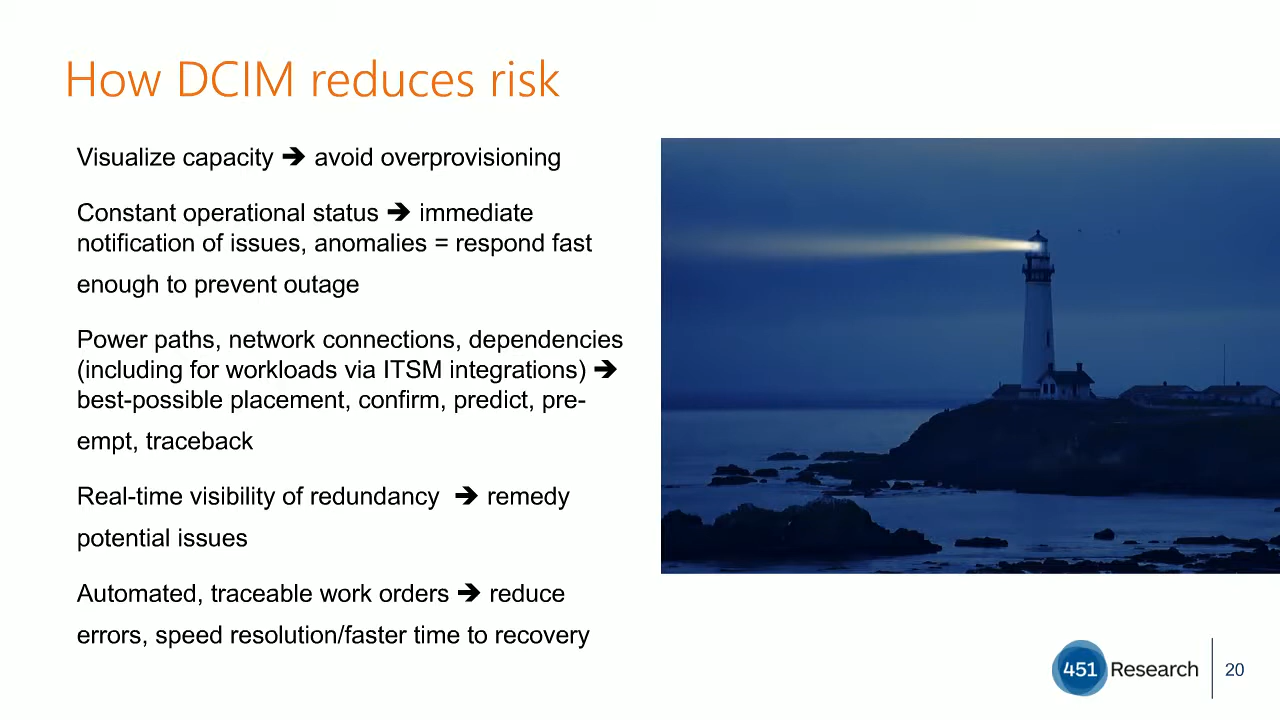 How DCIM reduces risk
Visualize capacity ➔ avoid overprovisioning
Constant operational status ➔ immediate
notification of issues, anomalies = respond fast
enough to prevent outage
Power paths, network connections, dependencies
(including for workloads via ITSM integrations) ➔
best-possible placement, confirm, predict, pre-
empt, traceback
Real-time visibility of redundancy ➔ remedy
potential issues
Automated, traceable work orders ➔ reduce
errors, speed resolution/faster time to recovery
451 Research
20